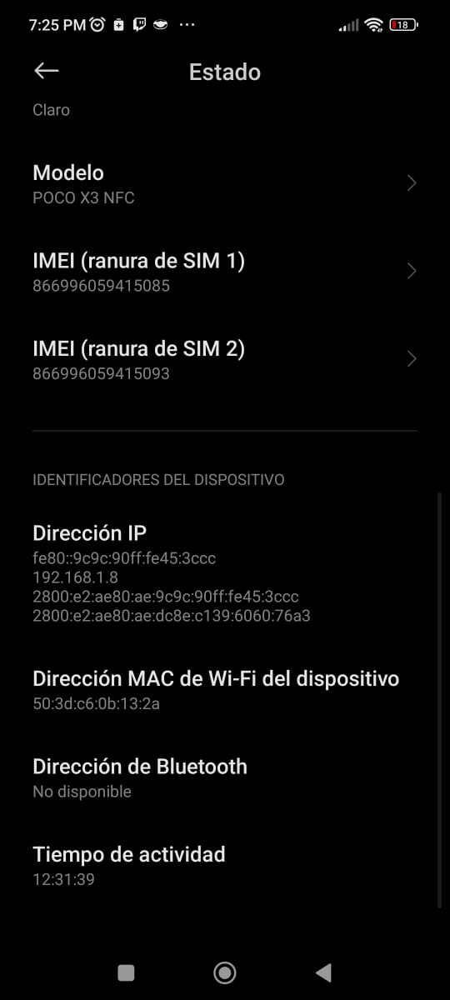 7:25 PM
18
Estado
Claro
Modelo
POCO X3 NFC
IMEI (ranura de SIM 1)
866996059415085
IMEI (ranura de SIM 2)
866996059415093
IDENTIFICADORES DEL DISPOSITIVO
Dirección IP
fe80::9c9c:90ff:fe45:3ccc
192.168.1.8
2800:e2:ae80:ae:9c9c:90ff:fe45:3ccc
2800:e2:ae80:ae:dc8e:c139:6060:76a3
Dirección MAC de Wi-Fi del dispositivo
50:3d:c6:0b:13:2a
Dirección de Bluetooth
No disponible
Tiempo de actividad
12:31:39